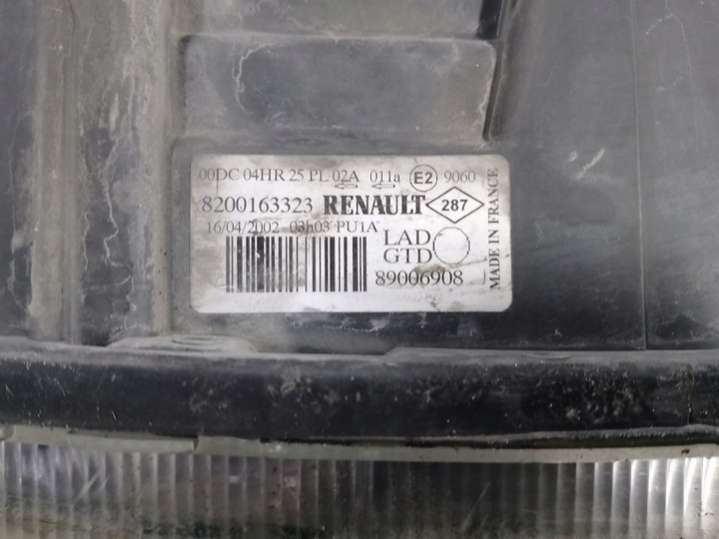 00DC 04HR 25 PL 02A 011a E2 9060
8200163323 RENAULT 287
16/04/2002 03h03 PU1A
LAD
GTD
89006908
MADE IN FRANCE